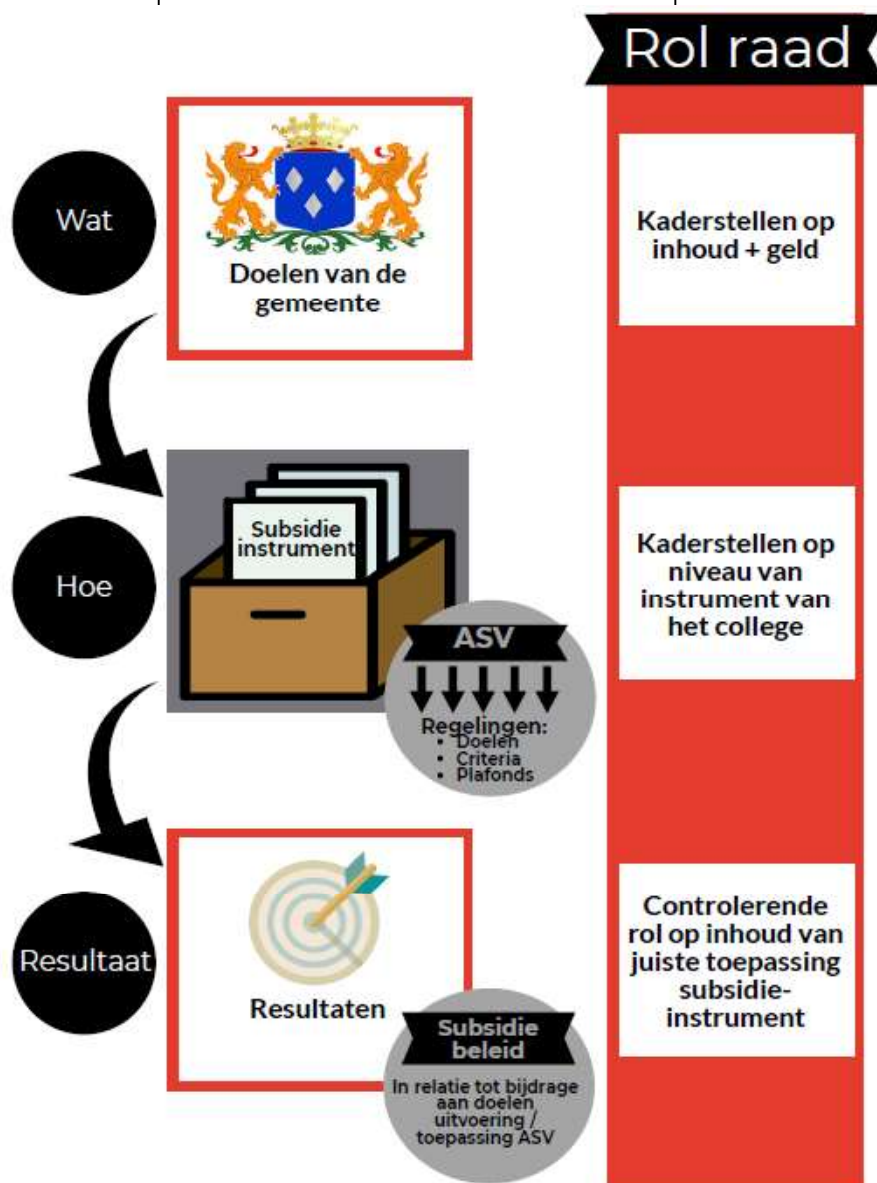 Rol raad
Wat
Doelen van de
gemeente
Kaderstellen op
inhoud + geld
Hoe
Subsidie
instrument
ASV
Regelingen:
• Doelen
• Criteria
• Plafonds
Kaderstellen op
niveau van
instrument van
het college
Resultaat
Resultaten
Subsidie
beleid
In relatie tot bijdrage
aan doelen
uitvoering /
toepassing ASV
Controlerende
rol op inhoud van
juiste toepassing
subsidie-
instrument